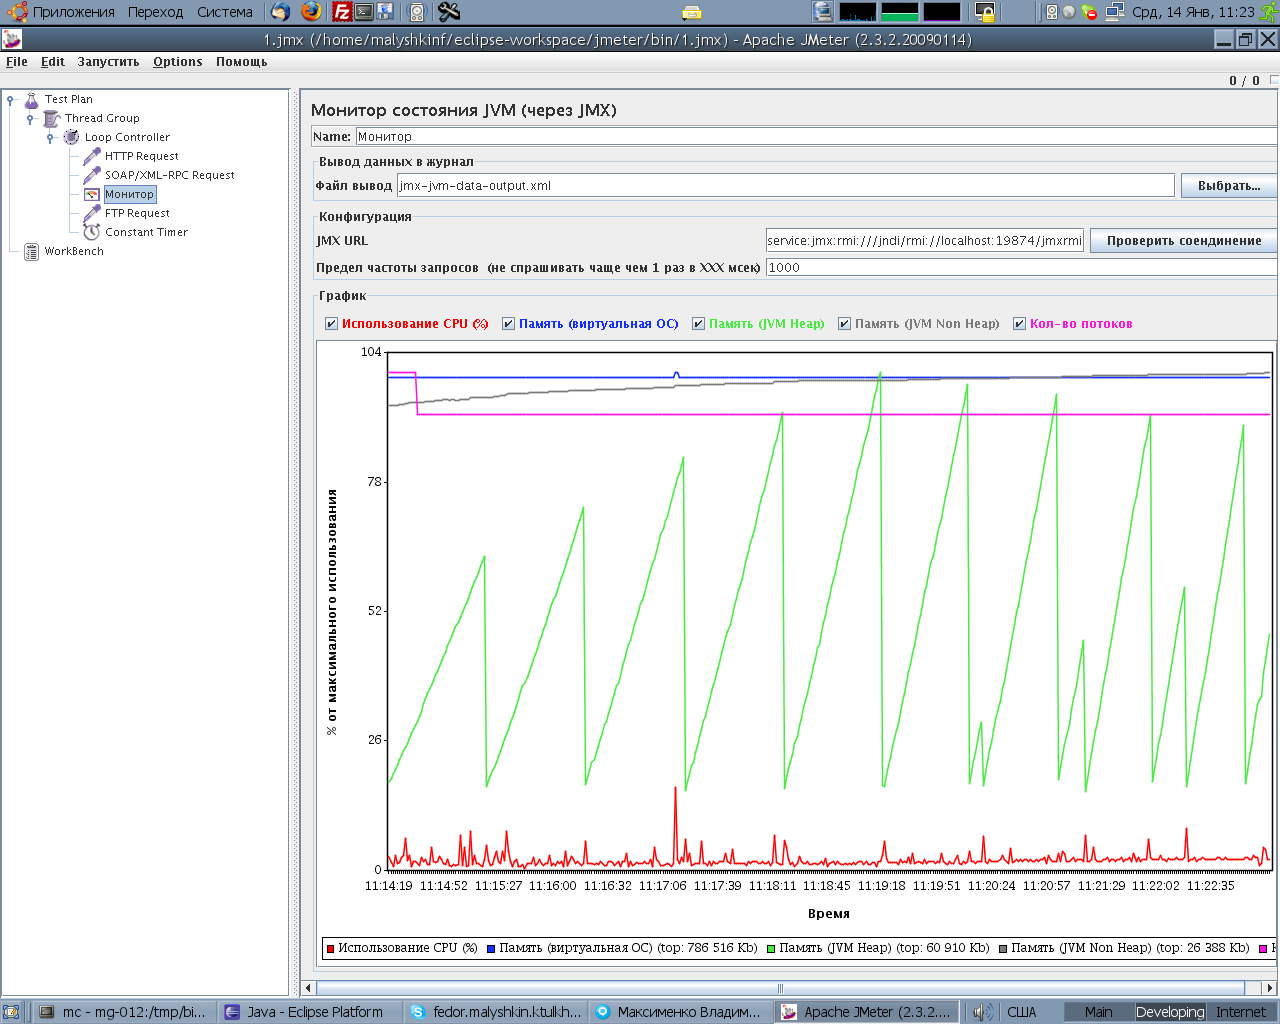 Приложения Переход Система Срд, 14 Янв, 11:23
1.jmx (/home/malyshkinf/eclipse-workspace/jmeter/bin/1.jmx) - Apache JMeter (2.3.2.20090114)
File Edit Запустить Options Помощь
0 / 0
Test Plan
Thread Group
Loop Controller
HTTP Request
SOAP/XML-RPC Request
Монитор
FTP Request
Constant Timer
WorkBench
Монитор состояния JVM (через JMX)
Name: Монитор
Вывод данных в журнал
Файл вывод jmx-jvm-data-output.xml Выбрать...
Конфигурация
JMX URL service:jmx:rmi:///jndi/rmi://localhost:19874/jmxrmi Проверить соендинение
Предел частоты запросов (не спрашивать чаще чем 1 раз в XXX мсек) 1000
График
Использование CPU (%) Память (виртуальная ОС) Память (JVM Heap) Память (JVM Non Heap) Кол-во потоков
104
78
52
26
0
% от максимального использования
11:14:19 11:14:52 11:15:27 11:16:00 11:16:32 11:17:06 11:17:39 11:18:11 11:18:45 11:19:18 11:19:51 11:20:24 11:20:57 11:21:29 11:22:02 11:22:35
Время
Использование CPU (%) Память (виртуальная ОС) (top: 786 516 Kb) Память (JVM Heap) (top: 60 910 Kb) Память (JVM Non Heap) (top: 26 388 Kb)
mc - mg-012:/tmp/bi... Java - Eclipse Platform fedor.malyshkin.ktulkh... Максименко Владим... Apache JMeter (2.3.2.... США Main Developing Internet